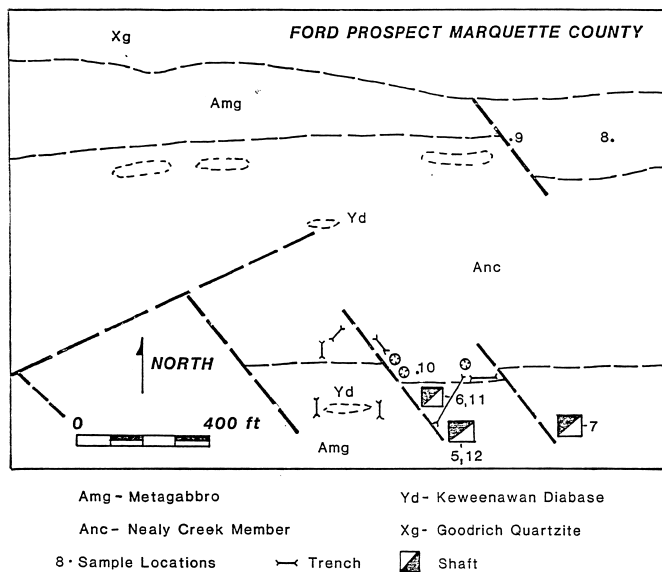 FORD PROSPECT MARQUETTE COUNTY
Xg
Amg
.9
8.
Yd
Anc
NORTH
.10
Yd
6,11
0 400 ft
7
Amg
5,12
Amg – Metagabbro
Yd – Keweenawan Diabase
Anc – Nealy Creek Member
Xg – Goodrich Quartzite
8 · Sample Locations
Trench
Shaft